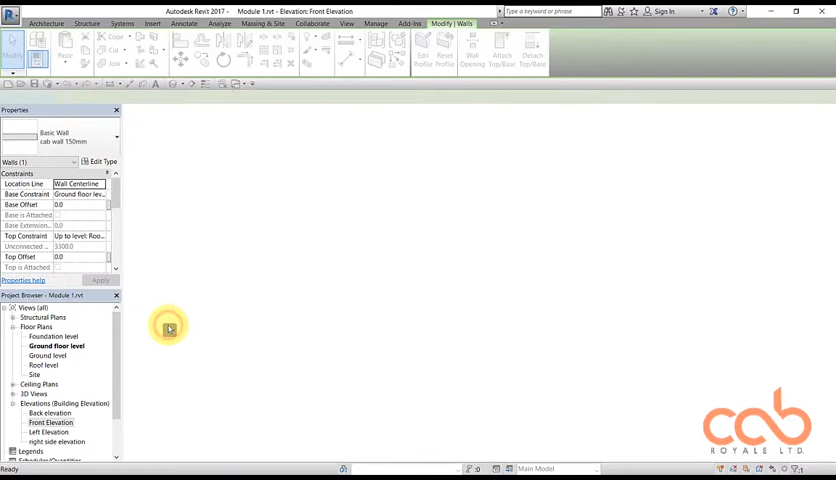 Autodesk Revit 2017 - Module 1.rvt - Elevation: Front Elevation
Type a keyword or phrase
Sign In
Architecture Structure Systems Insert Annotate Analyze Massing & Site Collaborate View Manage Add-Ins Modify | Walls
Modify
Paste
Cope
Cut
Join
Edit Profile
Reset Profile
Wall Opening
Attach Top/Base
Detach Top/Base
Properties
Basic Wall
cab wall 150mm
Walls (1)
Edit Type
Constraints
Location Line Wall Centerline
Base Constraint Ground floor lev...
Base Offset 0.0
Base is Attached
Base Extension... 0.0
Top Constraint Up to level: Roo...
Unconnected ... 3300.0
Top Offset 0.0
Top is Attached
Properties help
Apply
Project Browser - Module 1.rvt
Views (all)
Structural Plans
Floor Plans
Foundation level
Ground floor level
Ground level
Roof level
Site
Ceiling Plans
3D Views
Elevations (Building Elevation)
Back elevation
Front Elevation
Left Elevation
right side elevation
Legends
Schedules/Quantities
cab
ROYALE LTD.
Ready
:0
Main Model
:1